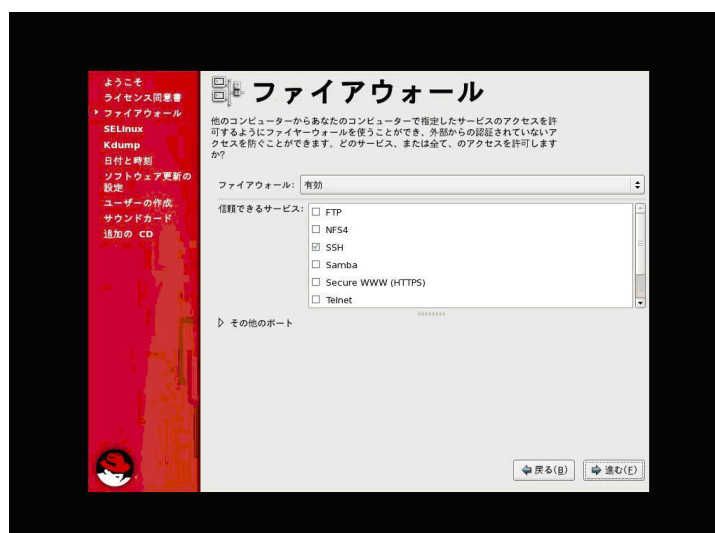 ようこそ
ライセンス同意書
ファイアウォール
SELinux
Kdump
日付と時刻
ソフトウェア更新の
設定
ユーザーの作成
サウンドカード
追加の CD
ファイアウォール
他のコンピューターからあなたのコンピューターで指定したサービスのアクセスを許
可するようにファイヤーウォールを使うことができ、外部からの認証されていないア
クセスを防ぐことができます。どのサービス、または全て、のアクセスを許可します
か?
ファイアウォール: 有効
信頼できるサービス:
FTP
NFS4
SSH
Samba
Secure WWW (HTTPS)
Telnet
その他のポート
戻る(B)
進む(F)